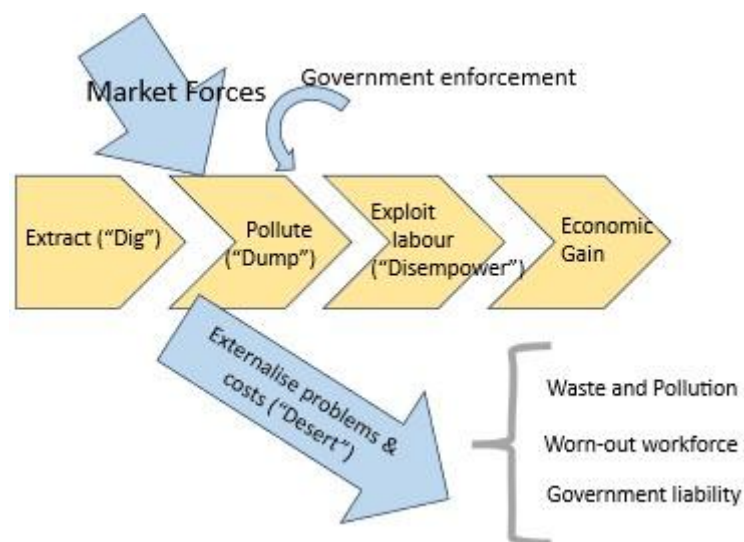 Market Forces
Government enforcement
Extract (“Dig”)
Pollute
(“Dump”)
Exploit
labour
(“Disempower”)
Economic
Gain
Externalise problems &
costs (“Desert”)
Waste and Pollution
Worn-out workforce
Government liability